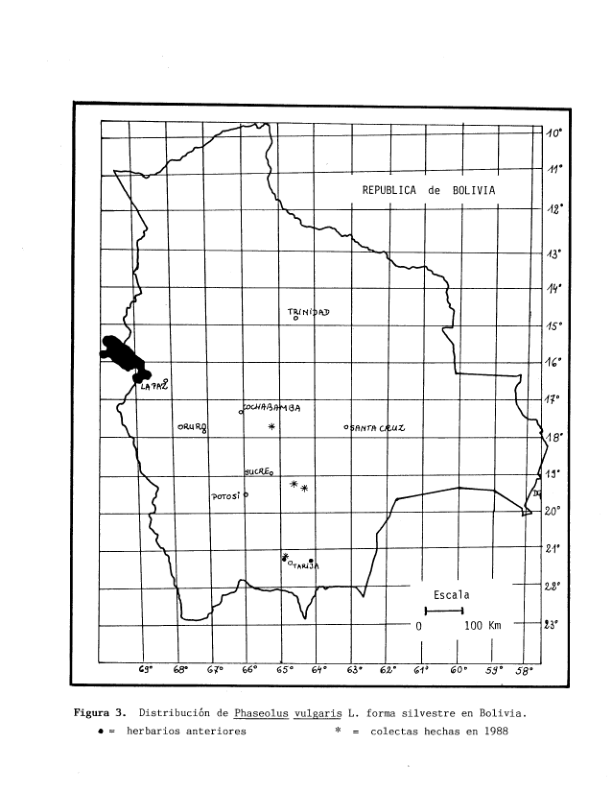 10°
11°
REPUBLICA de BOLIVIA
12°
13°
14°
TRINIDAD
15°
16°
LA PAZ
17°
COCHABAMBA
ORURO
SANTA CRUZ
18°
19°
SUCRE
POTOSÍ
20°
21°
TARIJA
22°
Escala
0 100 Km
23°
69° 68° 67° 66° 65° 64° 63° 62° 61° 60° 59° 58°
Figura 3. Distribución de Phaseolus vulgaris L. forma silvestre en Bolivia.
● = herbarios anteriores * = colectas hechas en 1988